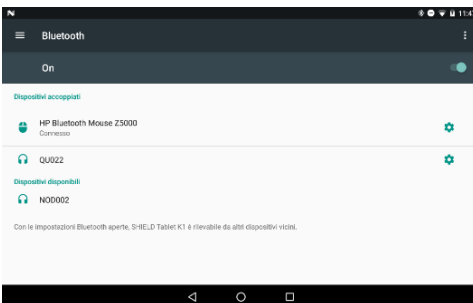 11:47
Bluetooth
On
Dispositivi accoppiati
HP Bluetooth Mouse Z5000
Connesso
QU022
Dispositivi disponibili
NOD002
Con le impostazioni Bluetooth aperte, SHIELD Tablet K1 è rilevabile da altri dispositivi vicini.